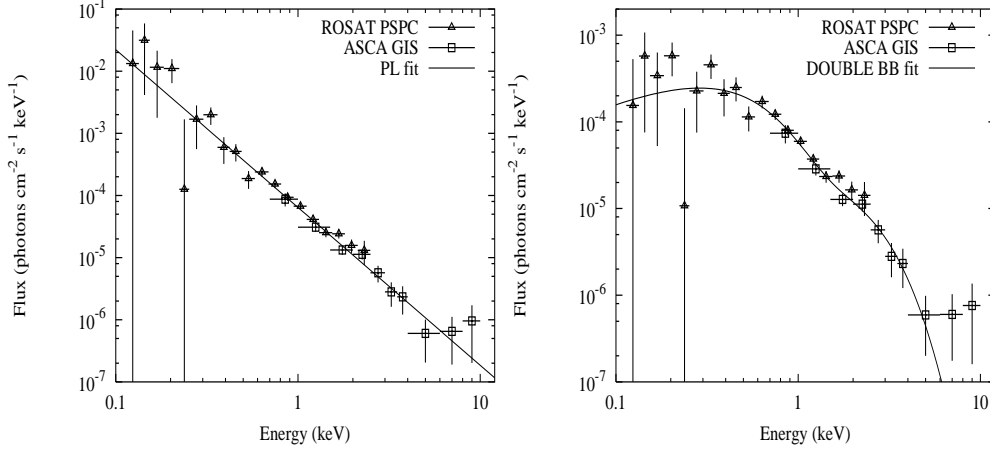 10^-1
10^-2
10^-3
10^-4
10^-5
10^-6
10^-7
Flux (photons cm^-2 s^-1 keV^-1)
ROSAT PSPC
ASCA GIS
PL fit
0.1 1 10
Energy (keV)
10^-3
10^-4
10^-5
10^-6
10^-7
Flux (photons cm^-2 s^-1 keV^-1)
ROSAT PSPC
ASCA GIS
DOUBLE BB fit
0.1 1 10
Energy (keV)